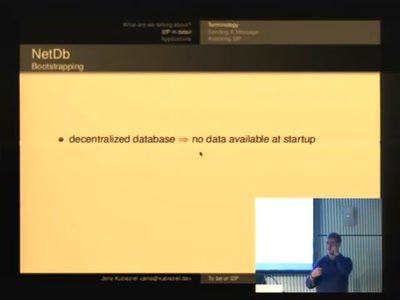 What are we talking about?
I2P in detail
Applications
Terminology
Sending A Message
Attacking I2P
NetDb
Bootstrapping
decentralized database ⇒ no data available at startup
Jens Kubieziel <jens@kubieziel.de>
To be or I2P